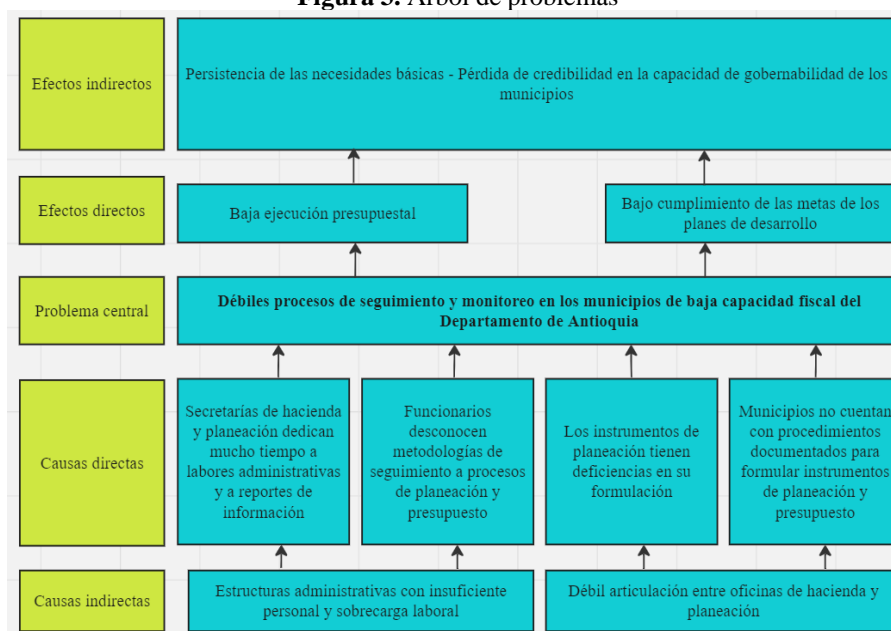 Figura 3. Árbol de problemas
Efectos indirectos
Persistencia de las necesidades básicas - Pérdida de credibilidad en la capacidad de gobernabilidad de los
municipios
Efectos directos
Baja ejecución presupuestal
Bajo cumplimiento de las metas de los
planes de desarrollo
Problema central
Débiles procesos de seguimiento y monitoreo en los municipios de baja capacidad fiscal del
Departamento de Antioquia
Causas directas
Secretarías de hacienda
y planeación dedican
mucho tiempo a
labores administrativas
y a reportes de
información
Funcionarios
desconocen
metodologías de
seguimiento a procesos
de planeación y
presupuesto
Los instrumentos de
planeación tienen
deficiencias en su
formulación
Municipios no cuentan
con procedimientos
documentados para
formular instrumentos
de planeación y
presupuesto
Causas indirectas
Estructuras administrativas con insuficiente
personal y sobrecarga laboral
Débil articulación entre oficinas de hacienda y
planeación